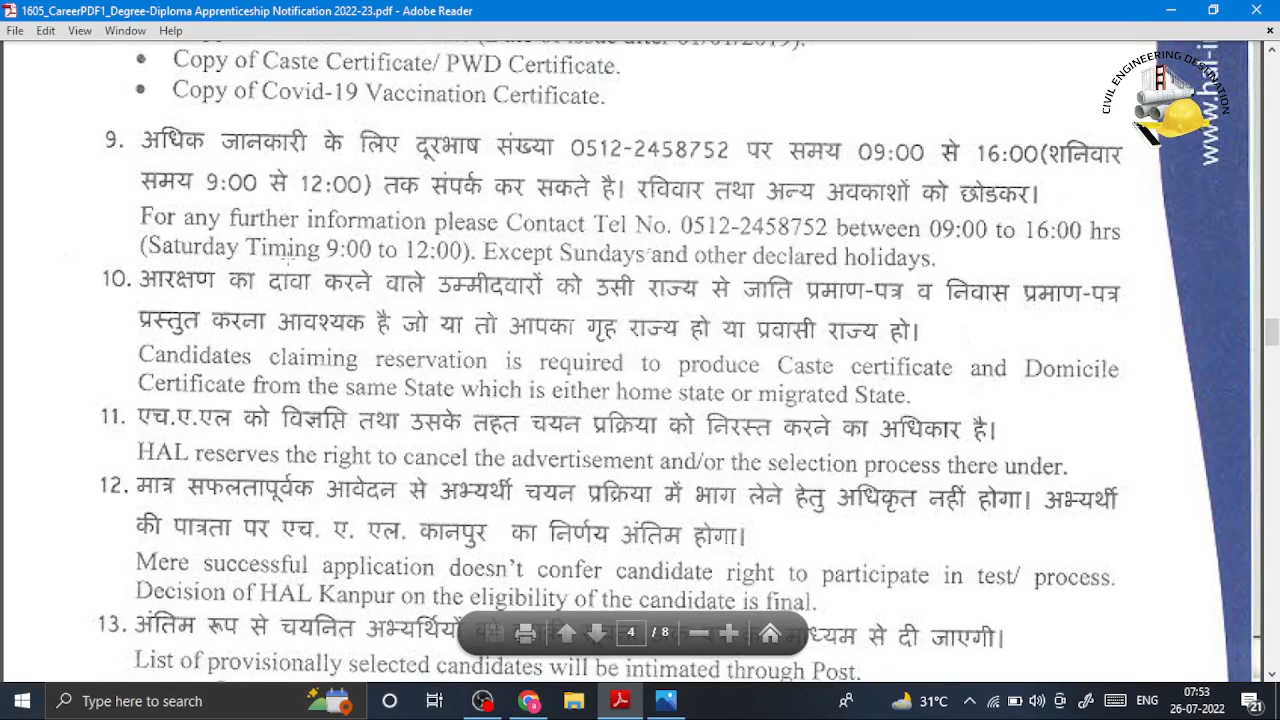 1605_CareerPDF1_Degree-Diploma Apprenticeship Notification 2022-23.pdf - Adobe Reader
File Edit View Window Help
• Copy of Caste Certificate/ PWD Certificate.
• Copy of Covid-19 Vaccination Certificate.
CIVIL ENGINEERING DESTINATION
9. अधिक जानकारी के लिए दूरभाष संख्या 0512-2458752 पर समय 09:00 से 16:00(शनिवार
समय 9:00 से 12:00) तक संपर्क कर सकते है। रविवार तथा अन्य अवकाशों को छोडकर।
For any further information please Contact Tel No. 0512-2458752 between 09:00 to 16:00 hrs
(Saturday Timing 9:00 to 12:00). Except Sundays and other declared holidays.
10. आरक्षण का दावा करने वाले उम्मीदवारों को उसी राज्य से जाति प्रमाण-पत्र व निवास प्रमाण-पत्र
प्रस्तुत करना आवश्यक है जो या तो आपका गृह राज्य हो या प्रवासी राज्य हो।
Candidates claiming reservation is required to produce Caste certificate and Domicile
Certificate from the same State which is either home state or migrated State.
11. एच.ए.एल को विज्ञप्ति तथा उसके तहत चयन प्रक्रिया को निरस्त करने का अधिकार है।
HAL reserves the right to cancel the advertisement and/or the selection process there under.
12. मात्र सफलतापूर्वक आवेदन से अभ्यर्थी चयन प्रक्रिया में भाग लेने हेतु अधिकृत नहीं होगा। अभ्यर्थी
की पात्रता पर एच. ए. एल. कानपुर का निर्णय अंतिम होगा।
Mere successful application doesn't confer candidate right to participate in test/ process.
Decision of HAL Kanpur on the eligibility of the candidate is final.
13. अंतिम रूप से चयनित अभ्यर्थियों से दी जाएगी।
4 / 8
List of provisionally selected candidates will be intimated through Post.
Type here to search
31°C ENG 07:53
26-07-2022
21